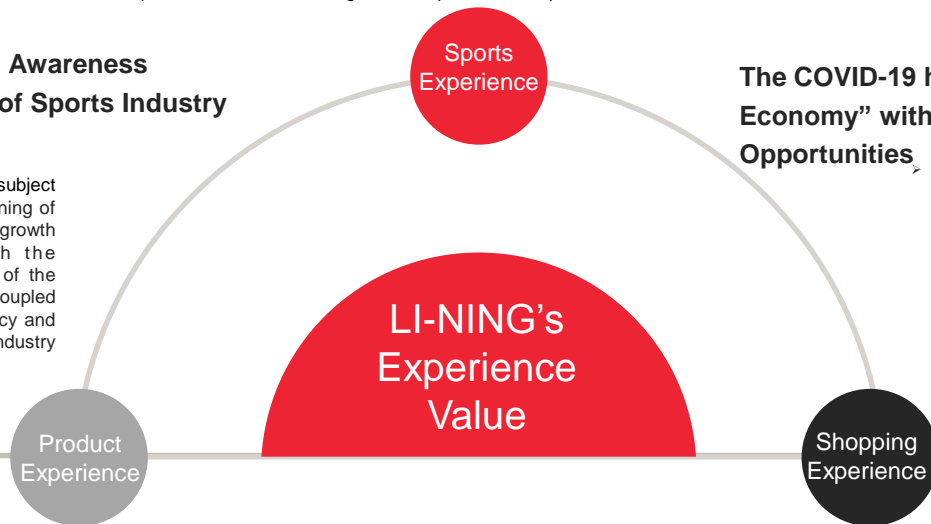 Sports
Experience
Awareness
of Sports Industry
The COVID-19
Economy” with
Opportunities
subject
ning of
growth
the
of the
oupled
cy and
ndustry
LI-NING’s
Experience
Value
Product
Experience
Shopping
Experience